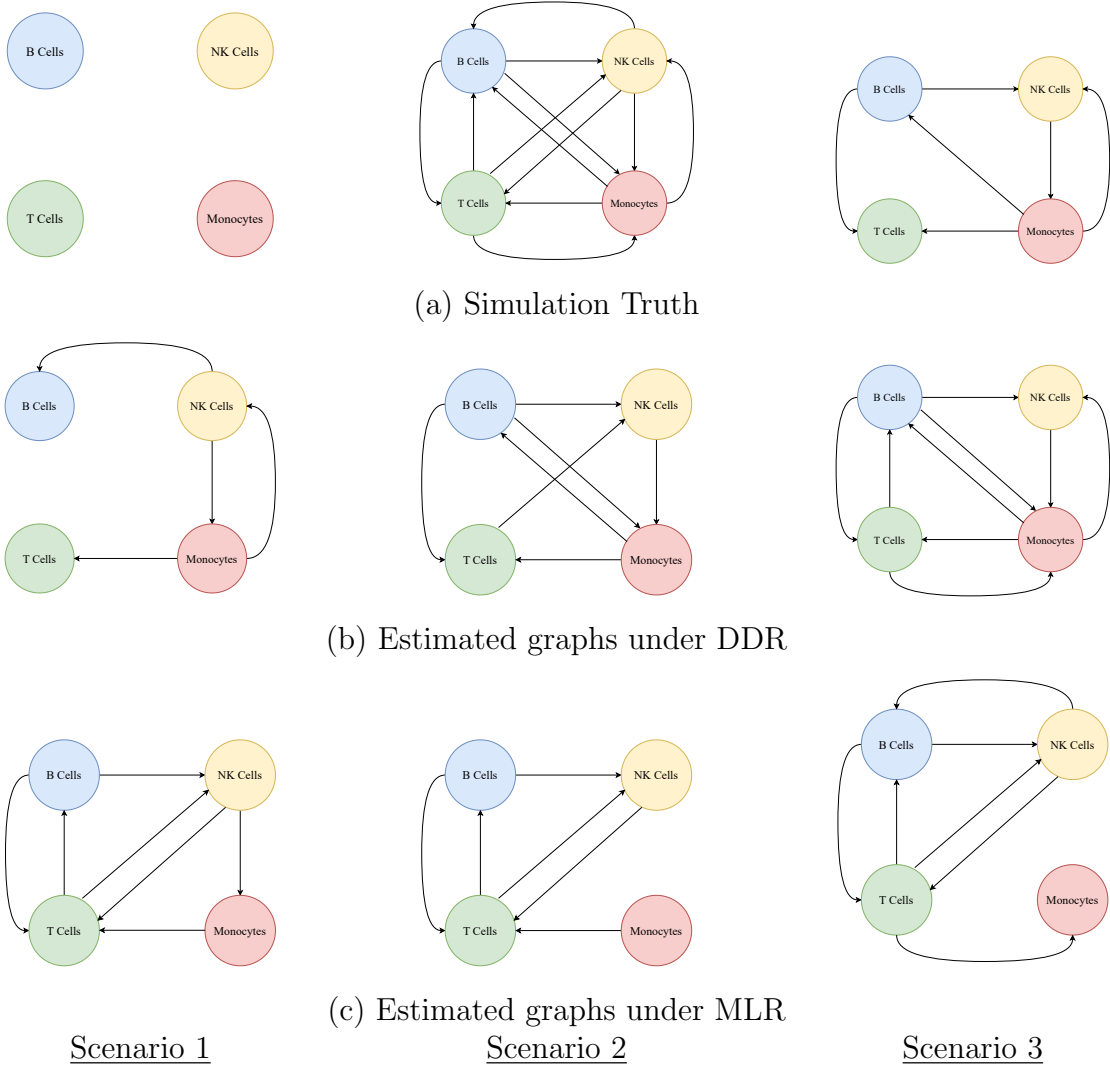 B Cells NK Cells
T Cells Monocytes
B Cells NK Cells
T Cells Monocytes
B Cells NK Cells
T Cells Monocytes
(a) Simulation Truth
B Cells NK Cells
T Cells Monocytes
B Cells NK Cells
T Cells Monocytes
B Cells NK Cells
T Cells Monocytes
(b) Estimated graphs under DDR
B Cells NK Cells
T Cells Monocytes
B Cells NK Cells
T Cells Monocytes
B Cells NK Cells
T Cells Monocytes
(c) Estimated graphs under MLR
Scenario 1 Scenario 2 Scenario 3